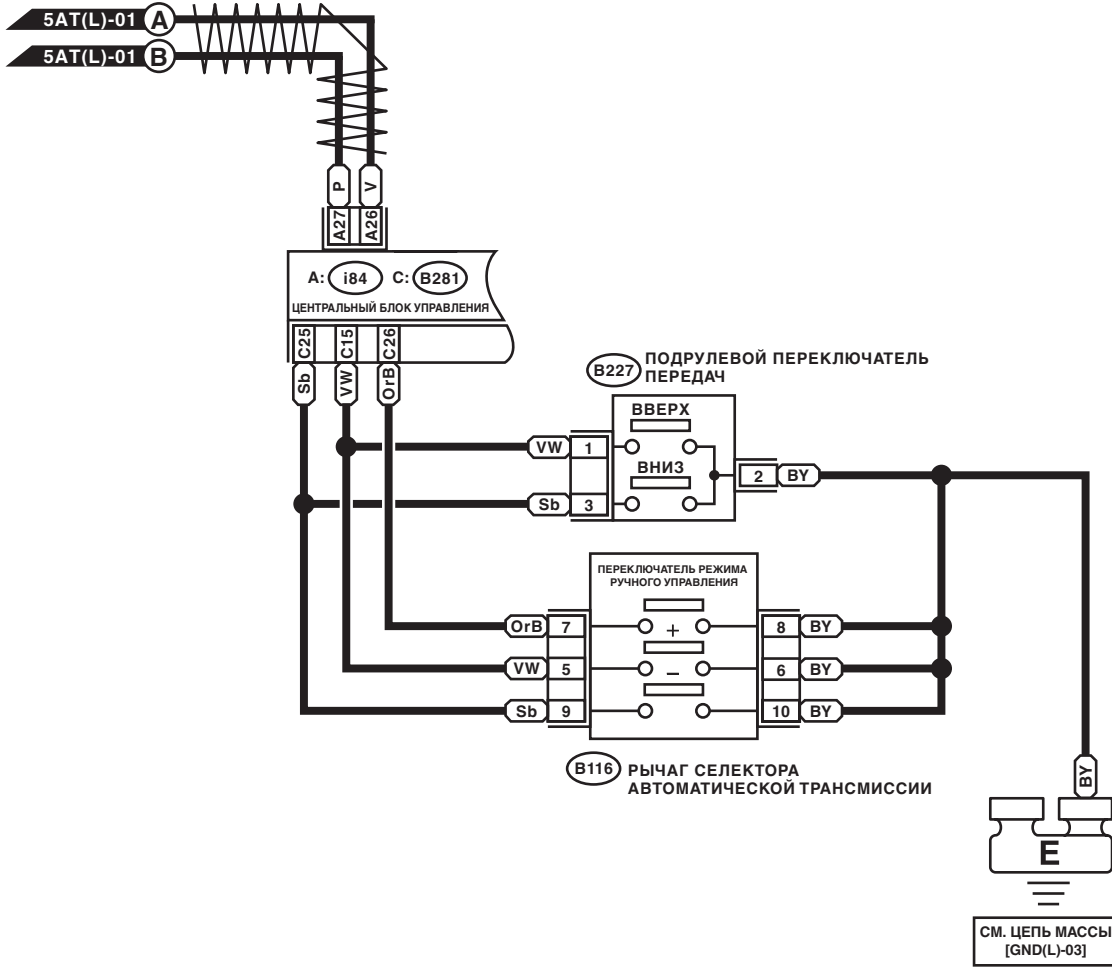 5AT(L)-01 A
5AT(L)-01 B
P
V
A27
A26
A: i84 C: B281
ЦЕНТРАЛЬНЫЙ БЛОК УПРАВЛЕНИЯ
C25
C15
C26
Sb
VW
OrB
B227 ПОДРУЛЕВОЙ ПЕРЕКЛЮЧАТЕЛЬ
ПЕРЕДАЧ
ВВЕРХ
VW 1
ВНИЗ
2 BY
Sb 3
ПЕРЕКЛЮЧАТЕЛЬ РЕЖИМА
РУЧНОГО УПРАВЛЕНИЯ
OrB 7 + 8 BY
VW 5 – 6 BY
Sb 9 10 BY
B116 РЫЧАГ СЕЛЕКТОРА
АВТОМАТИЧЕСКОЙ ТРАНСМИССИИ
BY
E
СМ. ЦЕПЬ МАССЫ
[GND(L)-03]